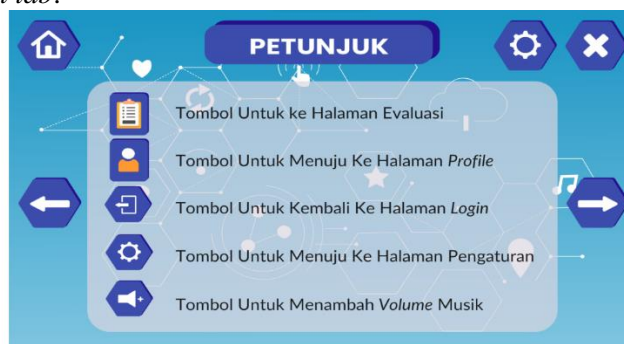 PETUNJUK
Tombol Untuk ke Halaman Evaluasi
Tombol Untuk Menuju Ke Halaman Profile
Tombol Untuk Kembali Ke Halaman Login
Tombol Untuk Menuju Ke Halaman Pengaturan
Tombol Untuk Menambah Volume Musik